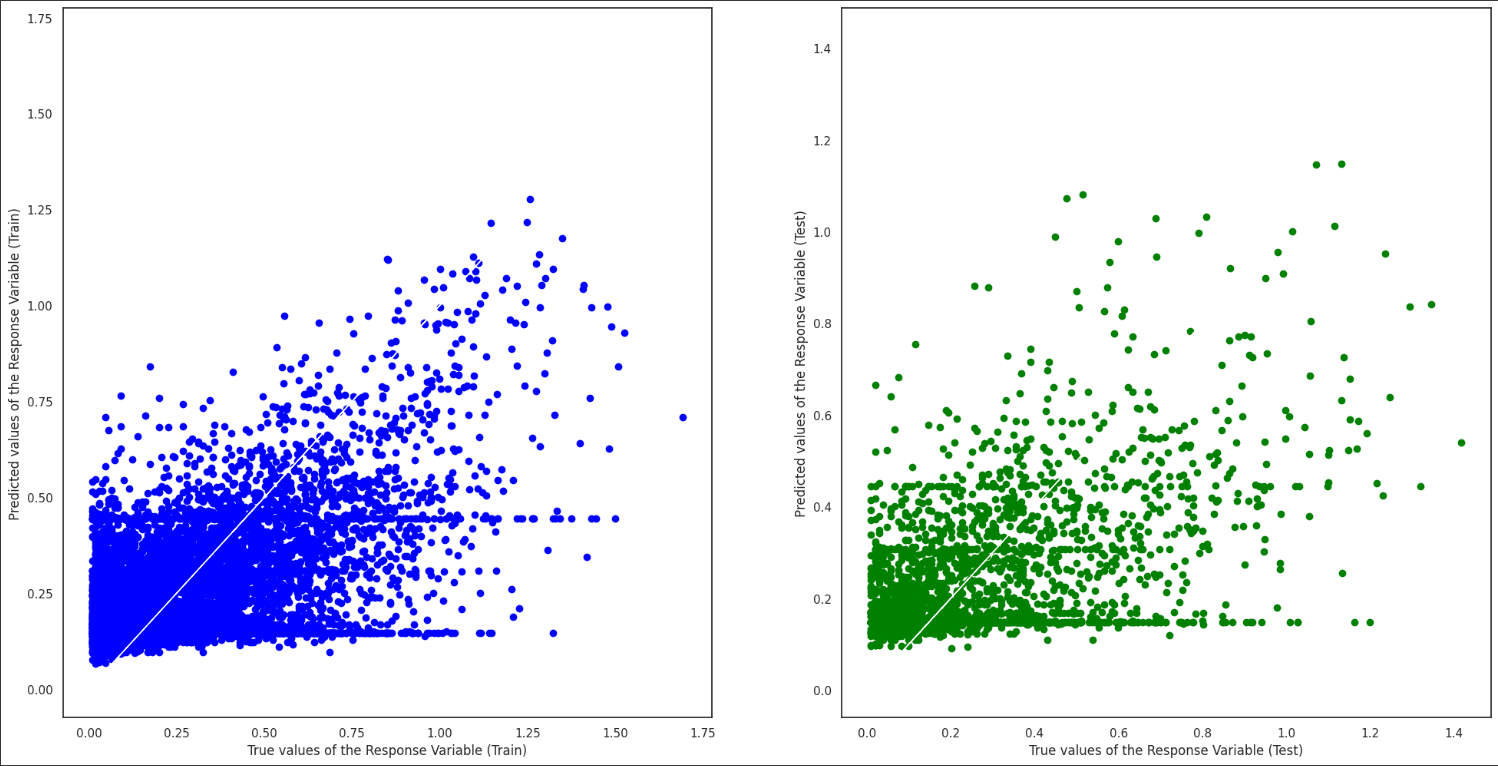 1.75
1.50
1.25
1.00
0.75
0.50
0.25
0.00
Predicted values of the Response Variable (Train)
0.00 0.25 0.50 0.75 1.00 1.25 1.50 1.75
True values of the Response Variable (Train)
1.4
1.2
1.0
0.8
0.6
0.4
0.2
0.0
Predicted values of the Response Variable (Test)
0.0 0.2 0.4 0.6 0.8 1.0 1.2 1.4
True values of the Response Variable (Test)